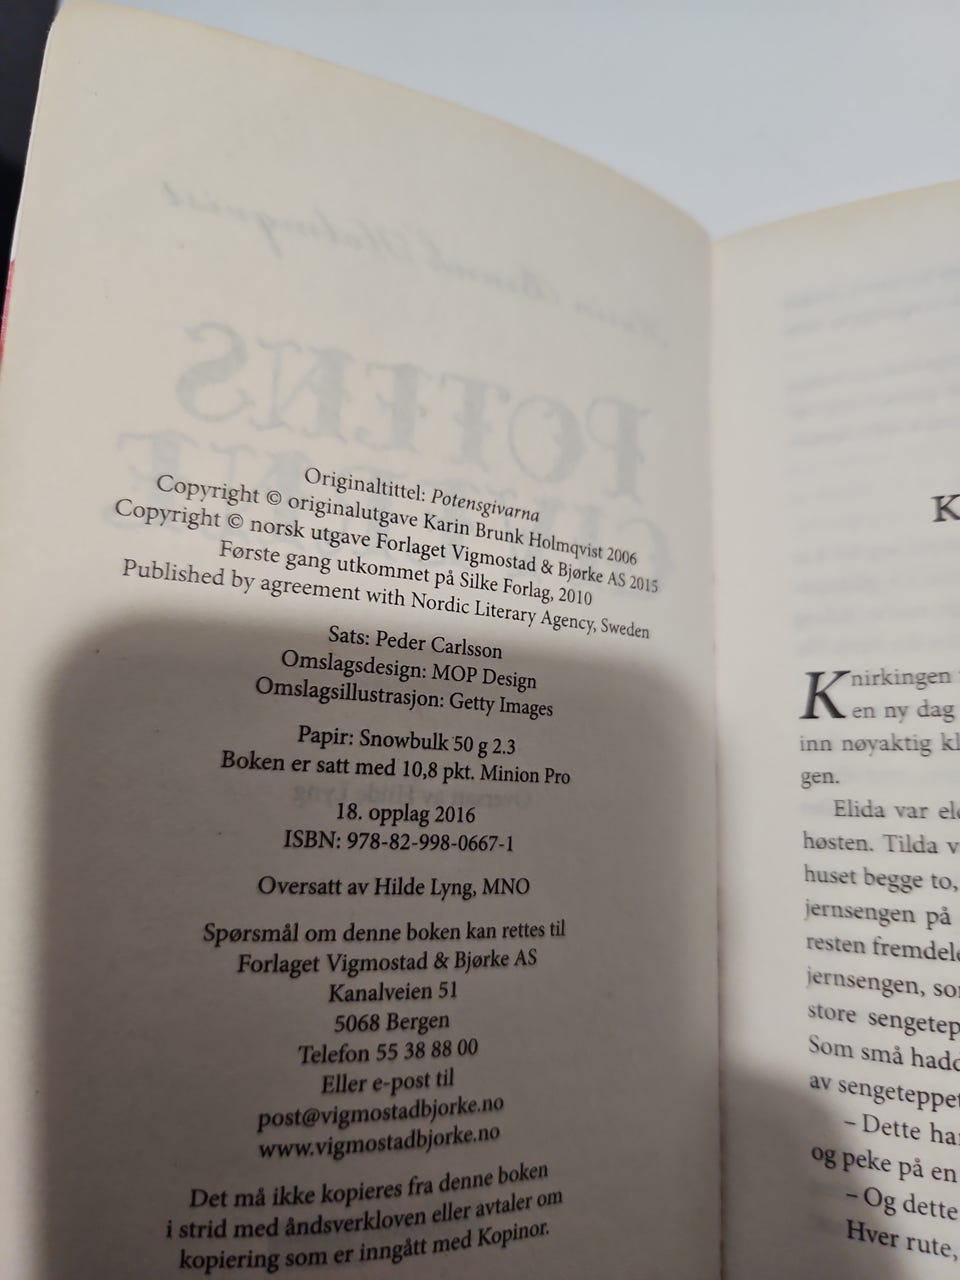 Originaltittel: Potensgivarna
Copyright © originalutgave Karin Brunk Holmqvist 2006
Copyright © norsk utgave Forlaget Vigmostad & Bjørke AS 2015
Første gang utkommet på Silke Forlag, 2010
Published by agreement with Nordic Literary Agency, Sweden
Sats: Peder Carlsson
Omslagsdesign: MOP Design
Omslagsillustrasjon: Getty Images
Papir: Snowbulk 50 g 2.3
Boken er satt med 10,8 pkt. Minion Pro
18. opplag 2016
ISBN: 978-82-998-0667-1
Oversatt av Hilde Lyng, MNO
Spørsmål om denne boken kan rettes til
Forlaget Vigmostad & Bjørke AS
Kanalveien 51
5068 Bergen
Telefon 55 38 88 00
Eller e-post til
post@vigmostadbjorke.no
www.vigmostadbjorke.no
Det må ikke kopieres fra denne boken
i strid med åndsverkloven eller avtaler om
kopiering som er inngått med Kopinor.
K
Knirkingen
en ny dag
inn nøyaktig kl
gen.
Elida var eld
høsten. Tilda v
huset begge to,
jernsengen på
resten fremdele
jernsengen, so
store sengetep
Som små hadd
av sengeteppet
– Dette har
og peke på en
– Og dette
Hver rute,